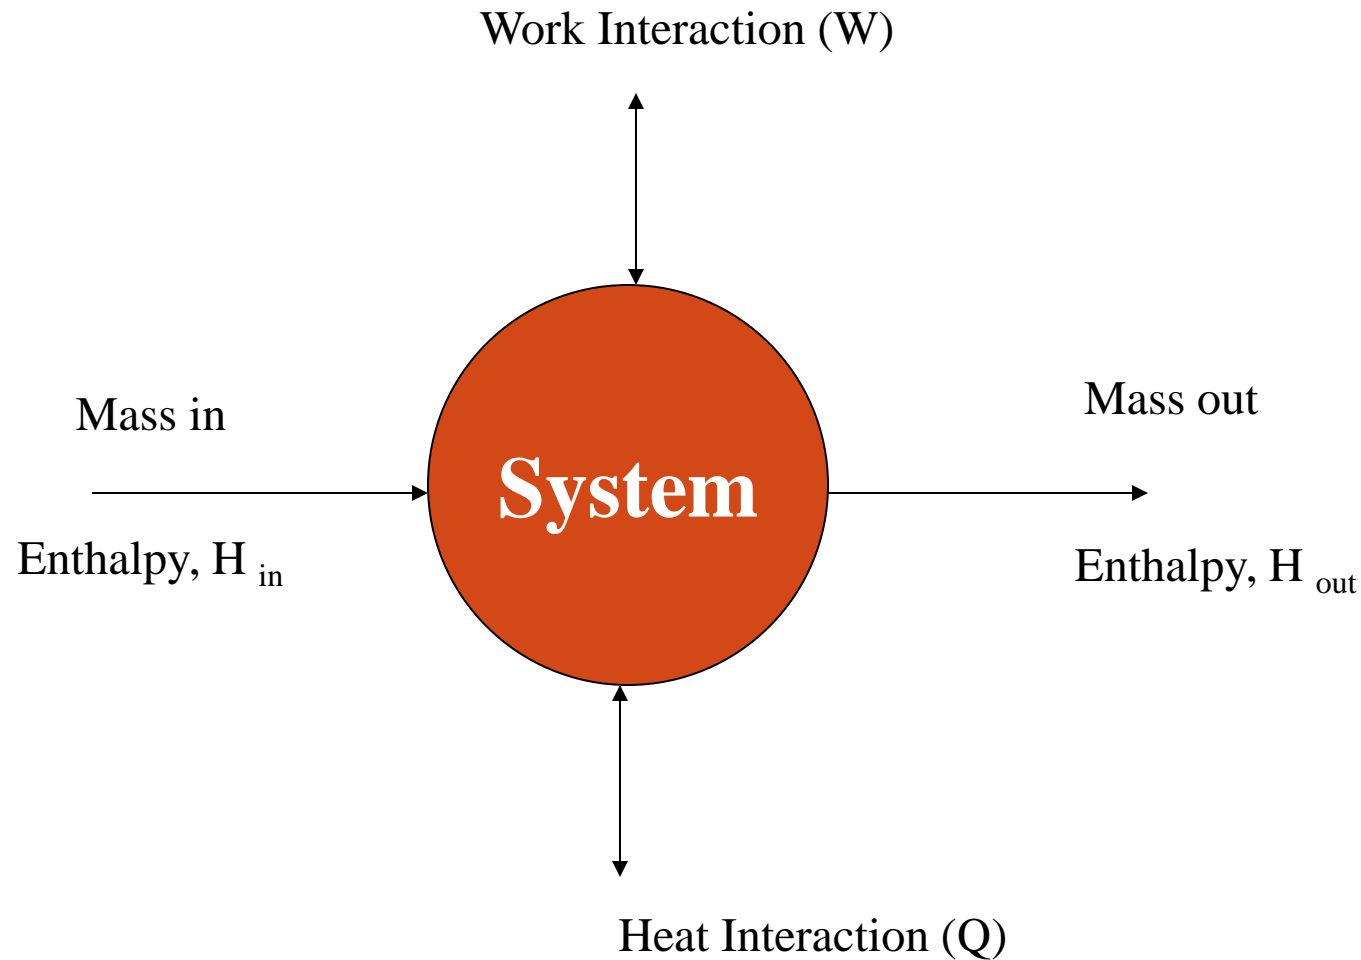 Work Interaction (W)
Mass in
Mass out
System
Enthalpy, H in
Enthalpy, H out
Heat Interaction (Q)